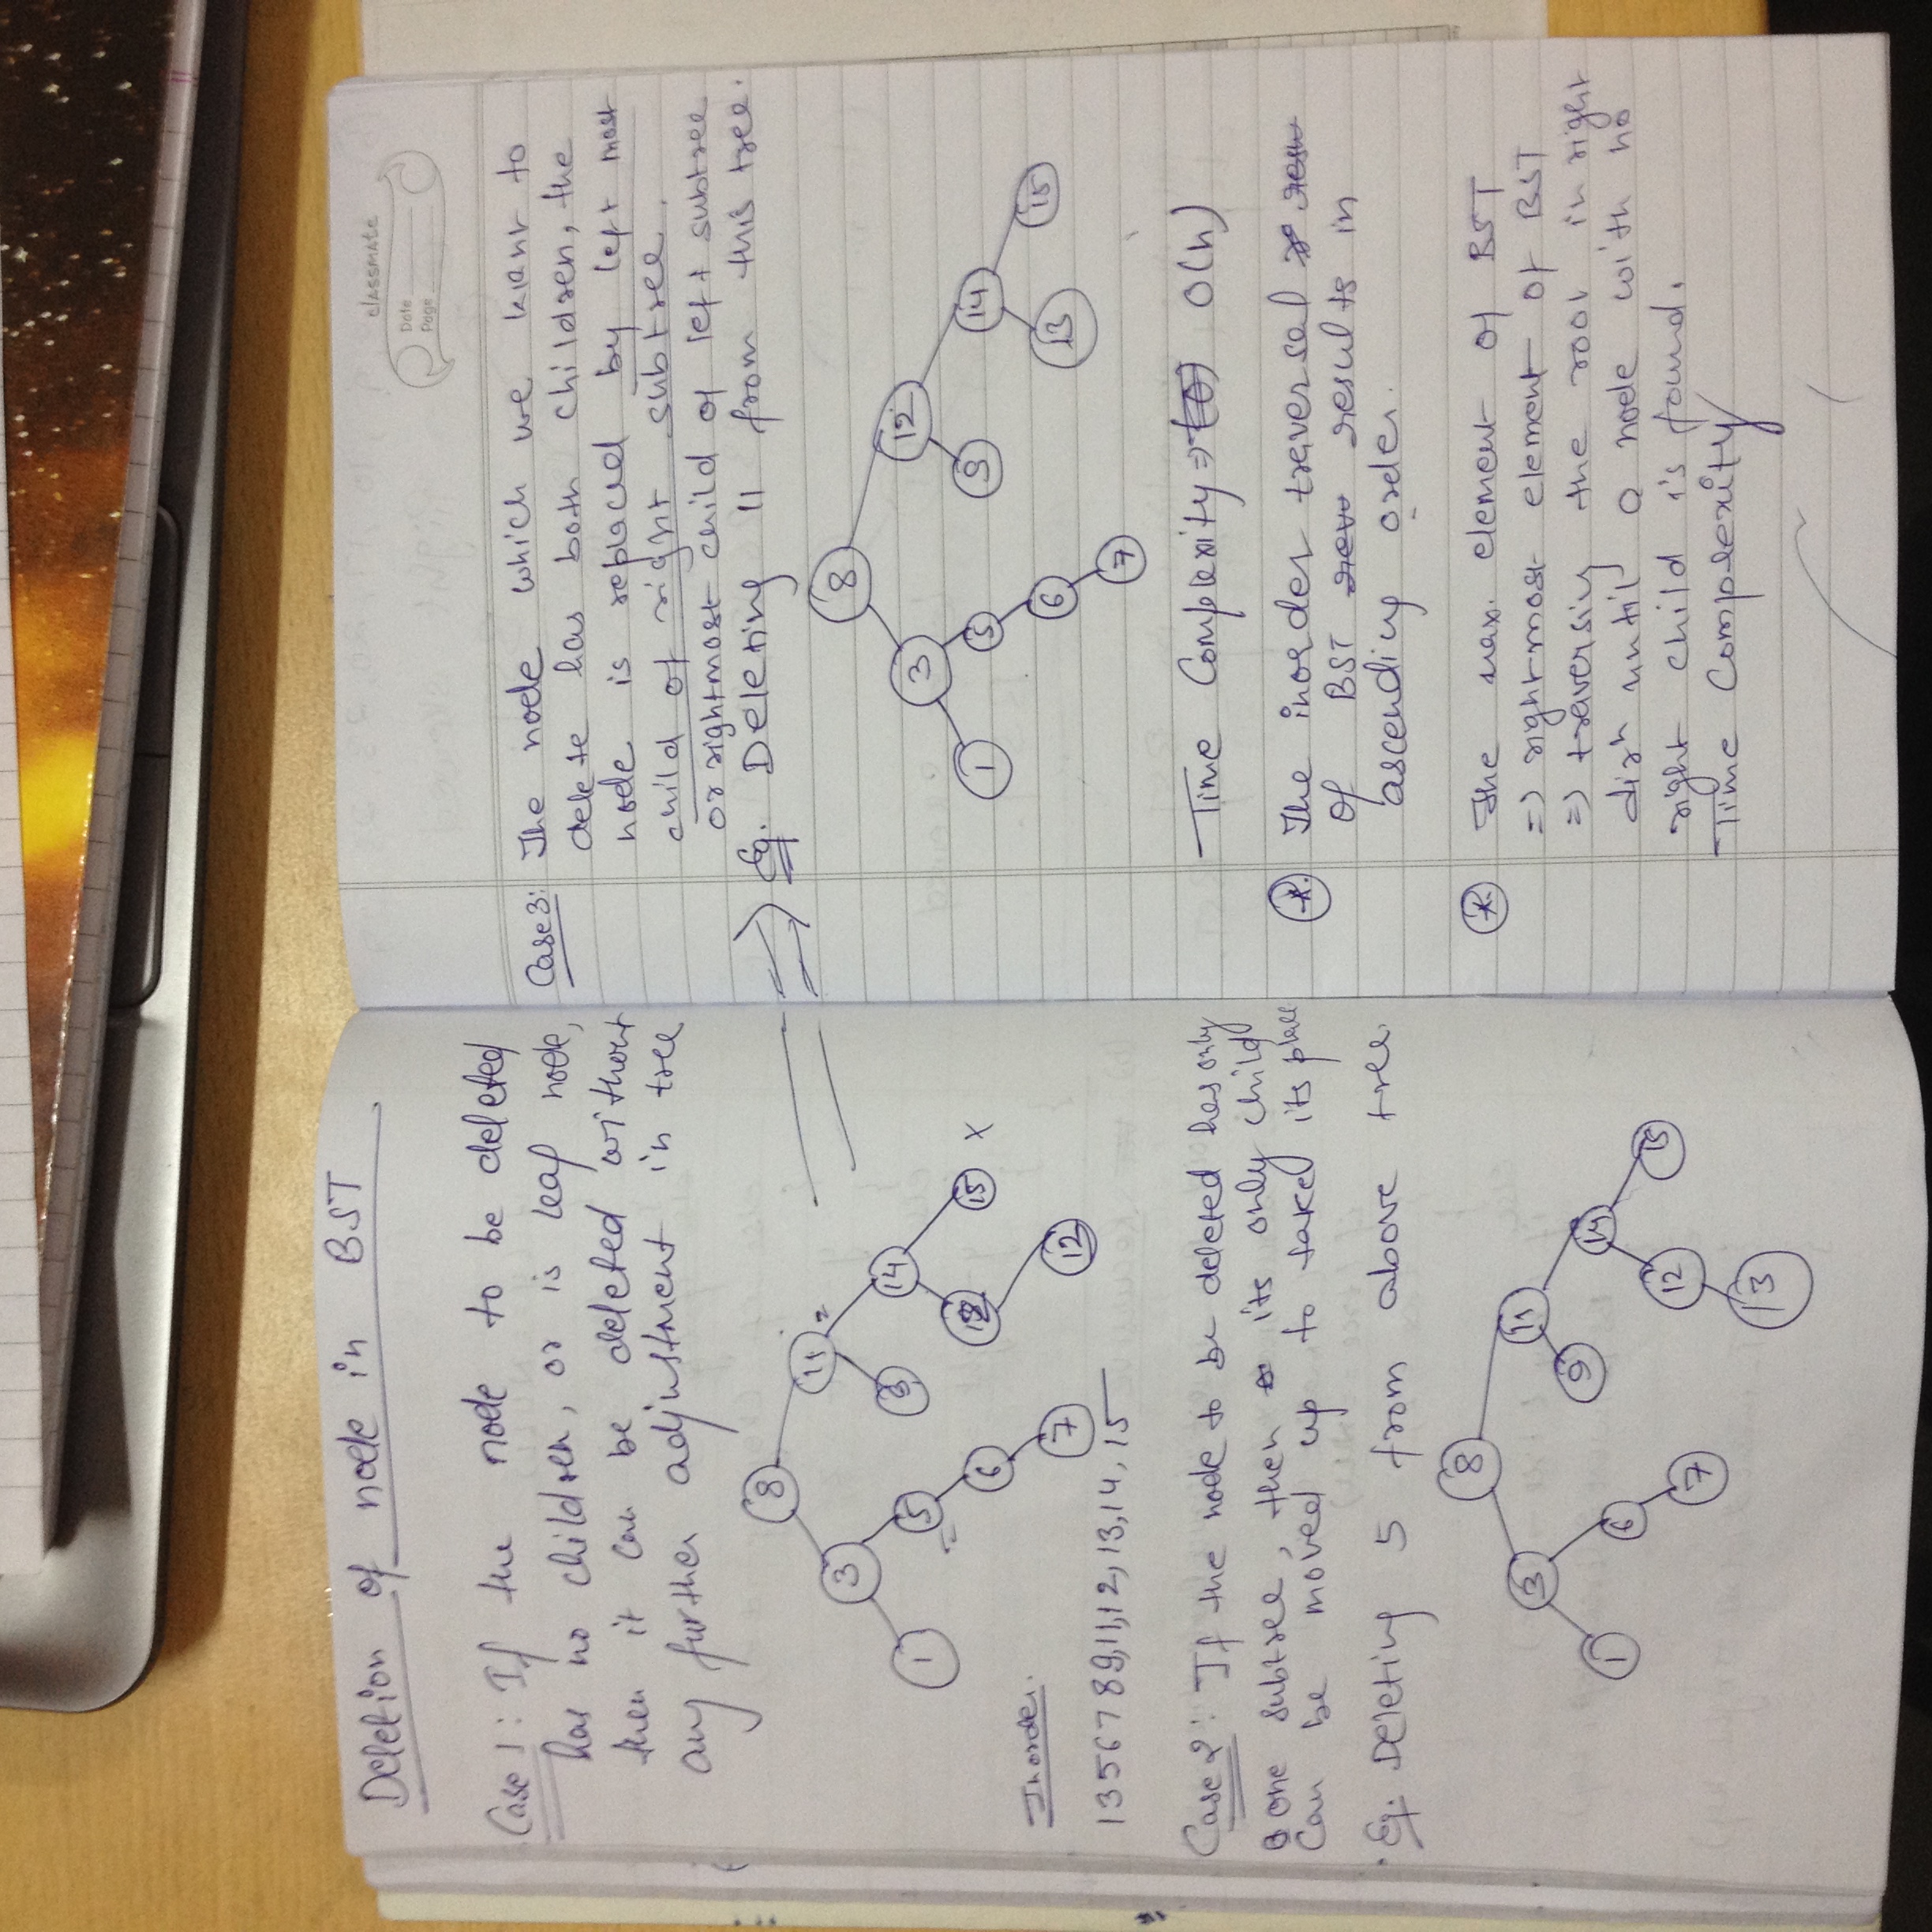 Deletion of node in BST
Case 1: If the node to be deleted
has no children, or is leaf node,
then it can be deleted without
any further adjustment in tree
8
3 11
1 5 9 14
6 12 15 x
7 12
Inorder:
1 3 5 6 7 8 9, 11, 12, 13, 14, 15
Case 2: If the node to be deleted has only
one subtree, then its only child
can be moved up to taked its place
Eg. Deleting 5 from above tree.
8
3 11
1 6 9 14
7 12 15
13
classmate
Date
Page
Case 3: The node which we want to
delete has both children, the
node is replaced by left most
child of right subtree.
or rightmost child of left subtree
Eg. Deleting 11 from this tree.
8
3 12
1 5 9 14
6 13 15
7
Time Complexity => O(h)
* The inorder traversal
of BST results in
ascending order.
* The max. element of BST
=> rightmost element of BST
=> traversing the root in right
dirn until a node with no
right child is found.
Time Complexity